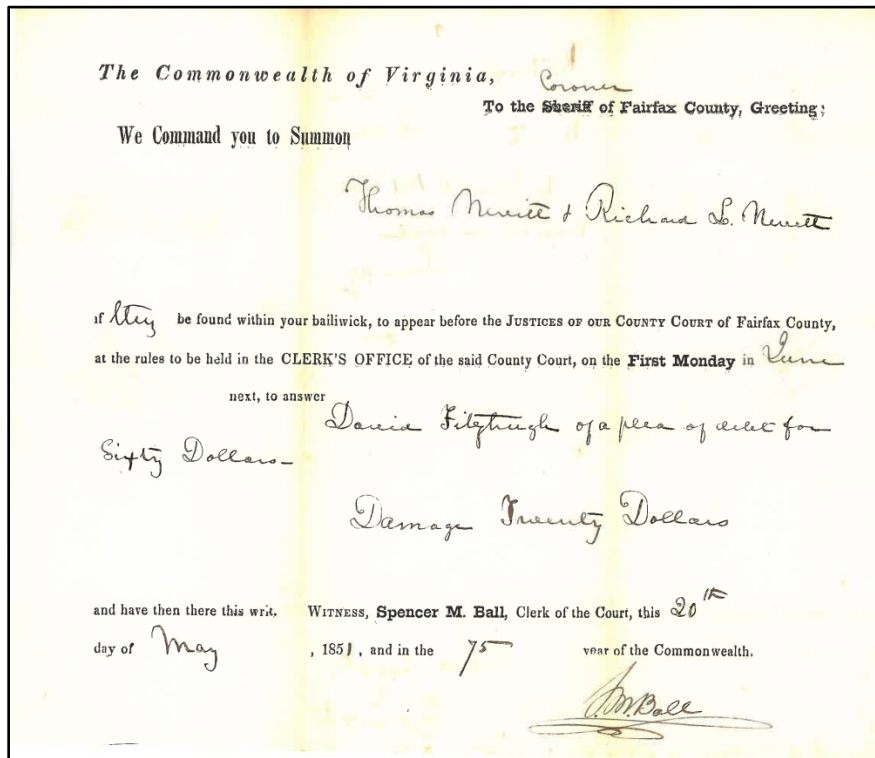 The Commonwealth of Virginia,
Coroner
To the Sheriff of Fairfax County, Greeting:
We Command you to Summon
Thomas Nevitt & Richard L. Nevitt
if they be found within your bailiwick, to appear before the JUSTICES OF OUR COUNTY COURT of Fairfax County,
at the rules to be held in the CLERK'S OFFICE of the said County Court, on the First Monday in June
next, to answer
David Fitzhugh of a plea of debt for
Sixty Dollars—
Damage Twenty Dollars
and have then there this writ. WITNESS, Spencer M. Ball, Clerk of the Court, this 20th
day of May, 1851, and in the 75 year of the Commonwealth.
S. M. Ball